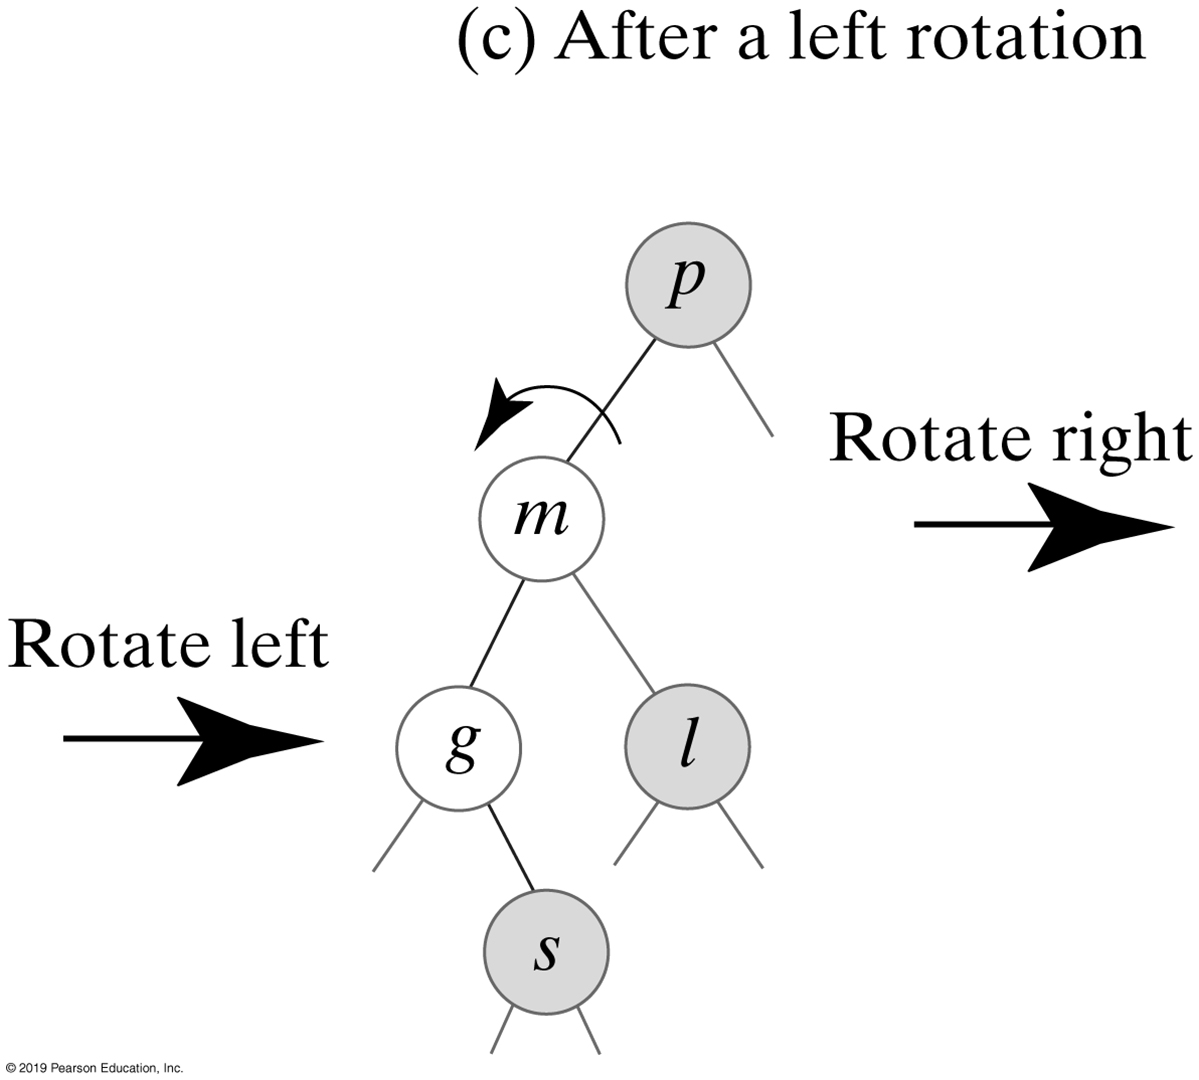 (c) After a left rotation
p
Rotate right
m
Rotate left
g
l
s
© 2019 Pearson Education, Inc.